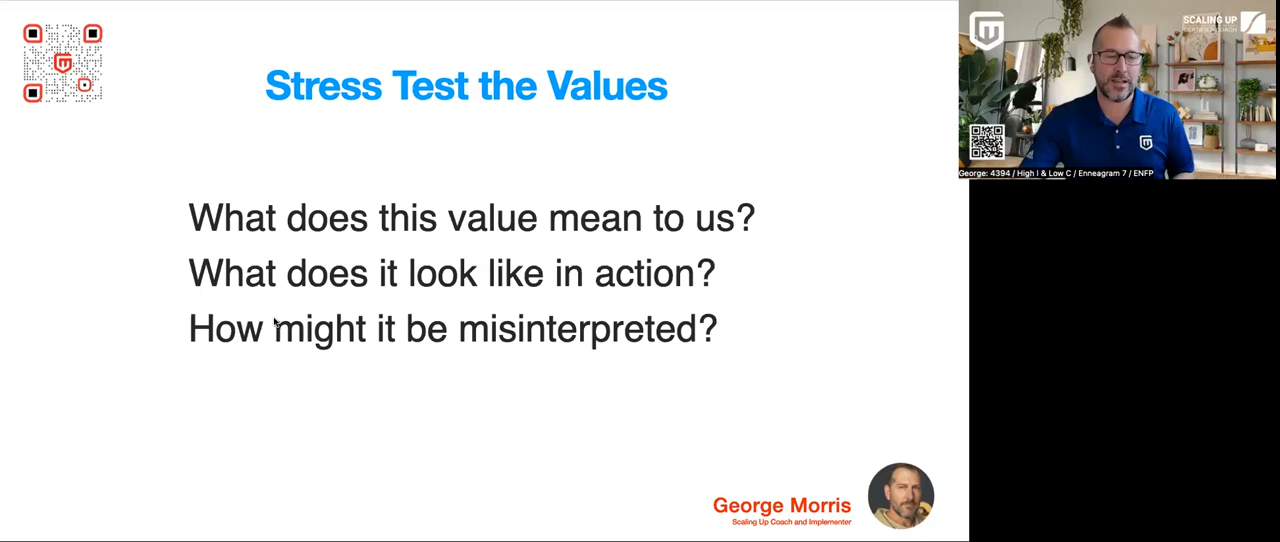 Stress Test the Values
What does this value mean to us?
What does it look like in action?
How might it be misinterpreted?
George Morris
Scaling Up Coach and Implementer
SCALING UP
George: 4394 / High I & Low C / Enneagram 7 / ENFP